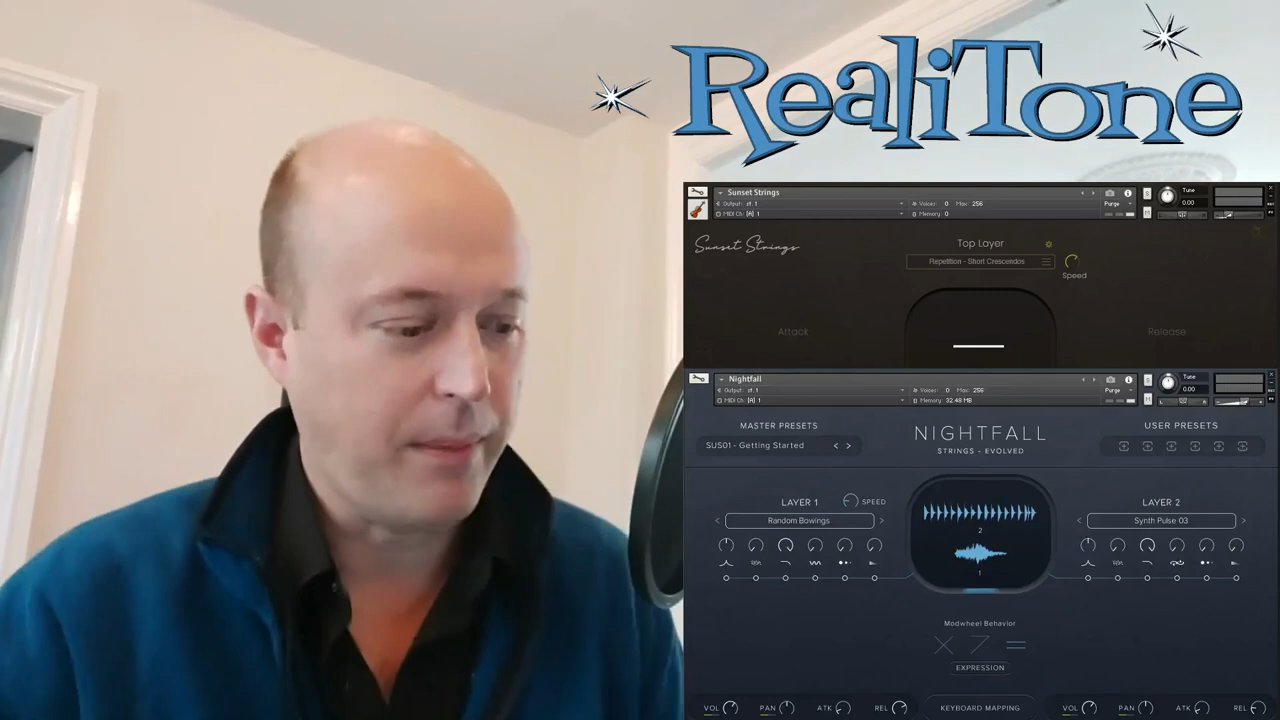 RealiTone
Sunset Strings
Output: st.1
Voices: 0 Max: 256
Purge
Tune
0.00
MIDI Ch: [A] 1
Memory: 0
Sunset Strings
Top Layer
Repetition - Short Crescendos
Speed
Attack
Release
Nightfall
Output: st.1
Voices: 0 Max: 256
Purge
Tune
0.00
MIDI Ch: [A] 1
Memory: 32.48 MB
MASTER PRESETS
SUS01 - Getting Started
NIGHTFALL
STRINGS - EVOLVED
USER PRESETS
LAYER 1
SPEED
Random Bowings
2
1
LAYER 2
Synth Pulse 03
Modwheel Behavior
EXPRESSION
VOL PAN ATK REL
KEYBOARD MAPPING
VOL PAN ATK REL